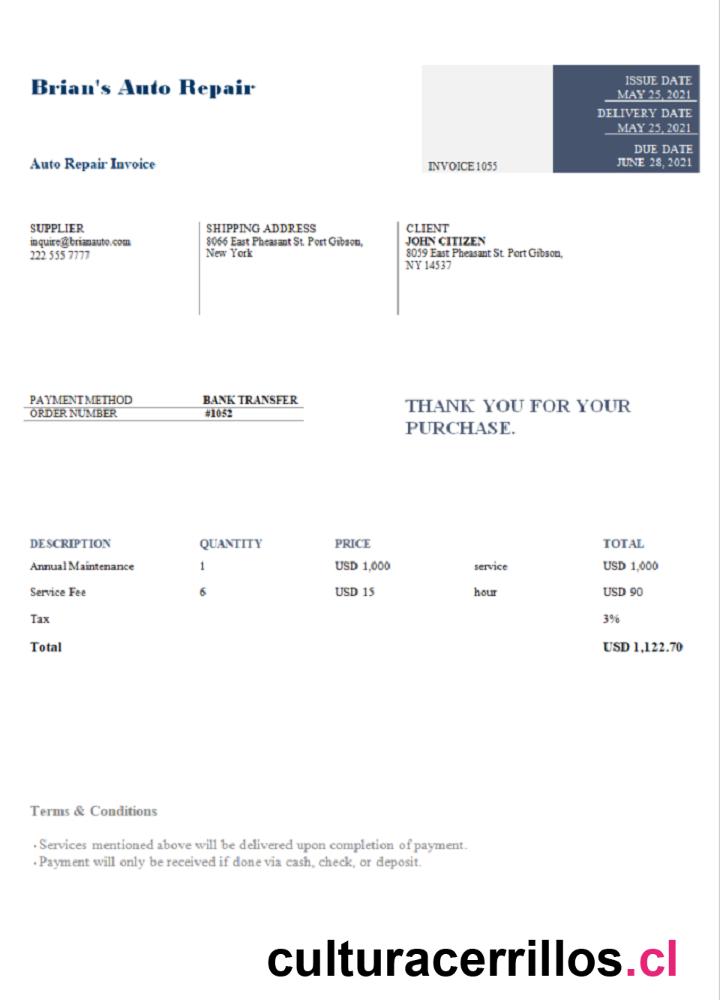 Brian's Auto Repair
Auto Repair Invoice
INVOICE1055
ISSUE DATE
MAY 25, 2021
DELIVERY DATE
MAY 25, 2021
DUE DATE
JUNE 28, 2021
SUPPLIER
inquire@brianauto.com
222 555 7777
SHIPPING ADDRESS
8066 East Pheasant St. Port Gibson,
New York
CLIENT
JOHN CITIZEN
8059 East Pheasant St. Port Gibson,
NY 14537
PAYMENT METHOD BANK TRANSFER
ORDER NUMBER #1052
THANK YOU FOR YOUR
PURCHASE.
DESCRIPTION QUANTITY PRICE TOTAL
Annual Maintenance 1 USD 1,000 service USD 1,000
Service Fee 6 USD 15 hour USD 90
Tax 3%
Total USD 1,122.70
Terms & Conditions
• Services mentioned above will be delivered upon completion of payment.
• Payment will only be received if done via cash, check, or deposit.
culturacerrillos.cl